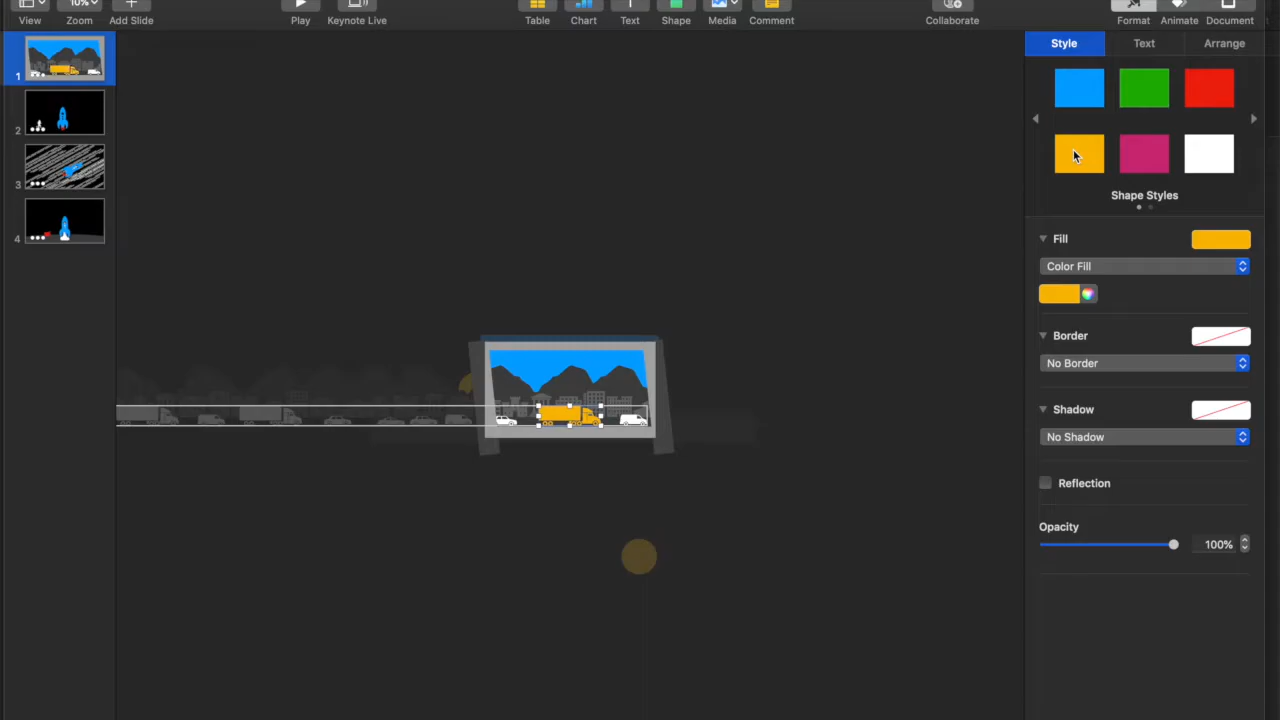 10%
View
Zoom
Add Slide
Play
Keynote Live
Table
Chart
Text
Shape
Media
Comment
Collaborate
Format
Animate
Document
Style
Text
Arrange
1
2
3
4
Shape Styles
Fill
Color Fill
Border
No Border
Shadow
No Shadow
Reflection
Opacity
100%